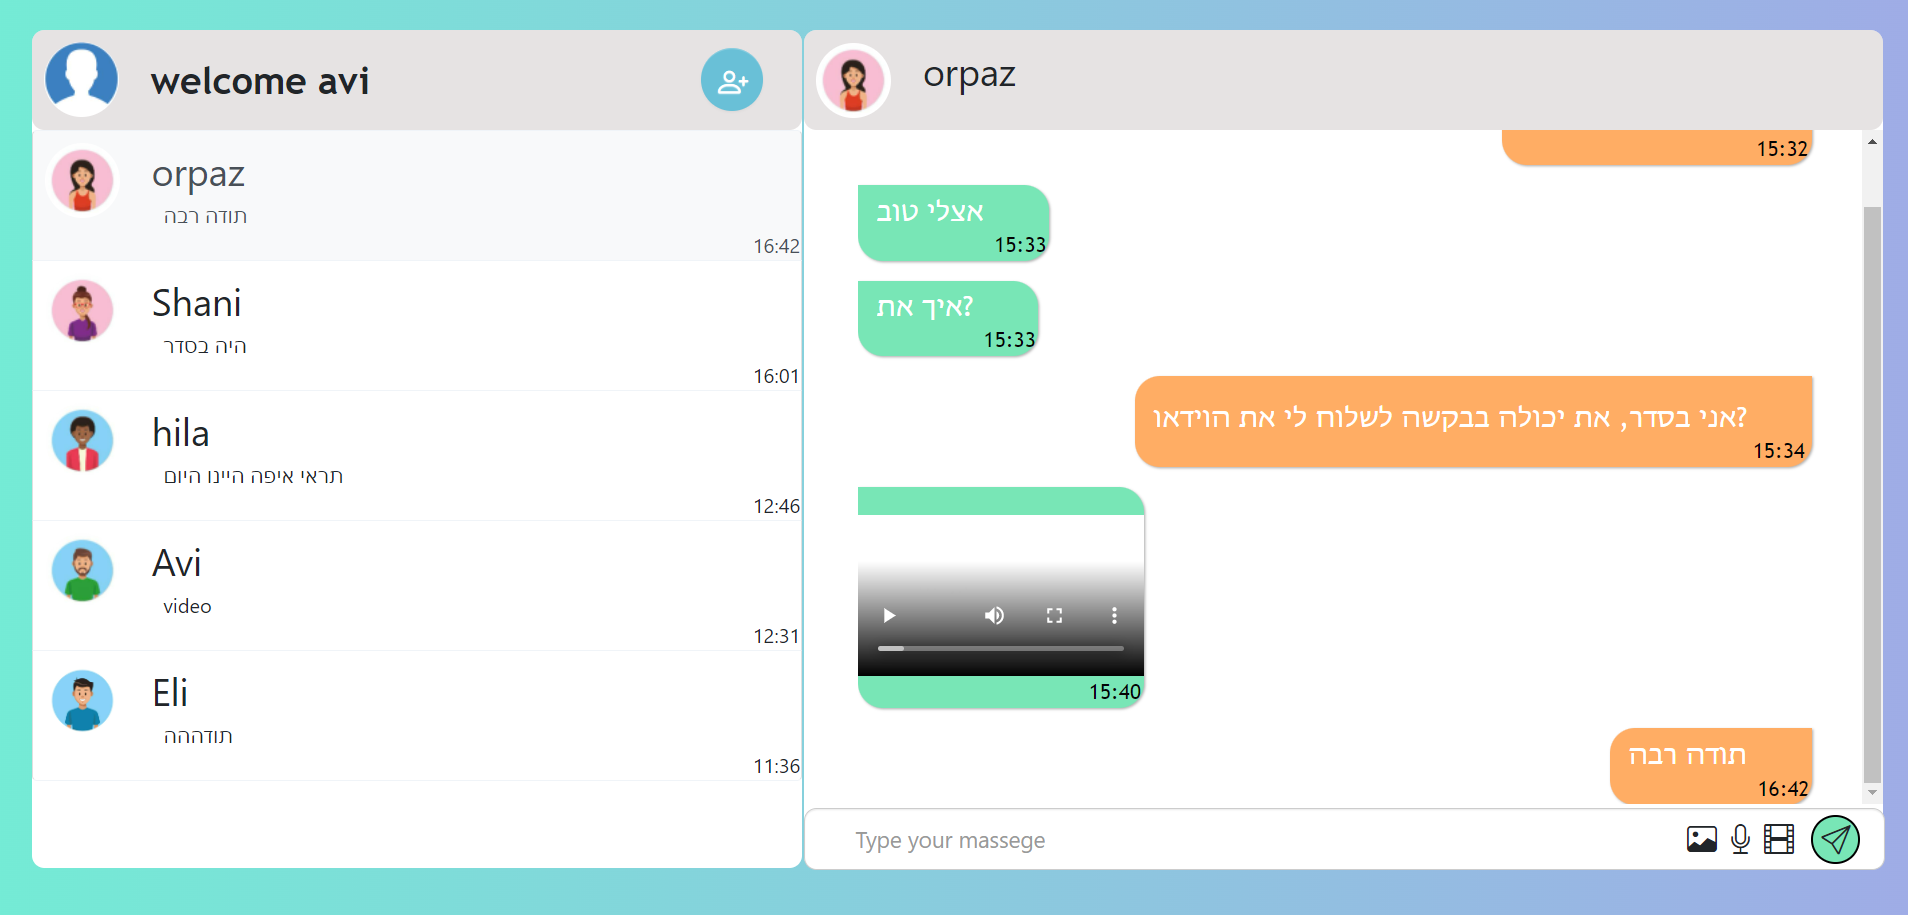 welcome avi
orpaz
תודה רבה
16:42
Shani
היה בסדר
16:01
hila
תראי איפה היינו היום
12:46
Avi
video
12:31
Eli
תודההה
11:36
orpaz
15:32
אצלי טוב
15:33
איך את?
15:33
אני בסדר, את יכולה בבקשה לשלוח לי את הוידאו?
15:34
15:40
תודה רבה
16:42
Type your massege